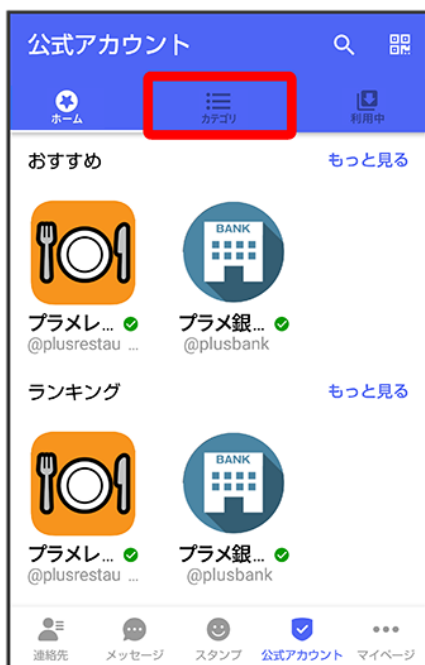 公式アカウント
ホーム
カテゴリ
利用中
おすすめ
もっと見る
BANK
プラメレ...
プラメ銀...
@plusrestau ...
@plusbank
ランキング
もっと見る
BANK
プラメレ...
プラメ銀...
@plusrestau ...
@plusbank
連絡先
メッセージ
スタンプ
公式アカウント
マイページ